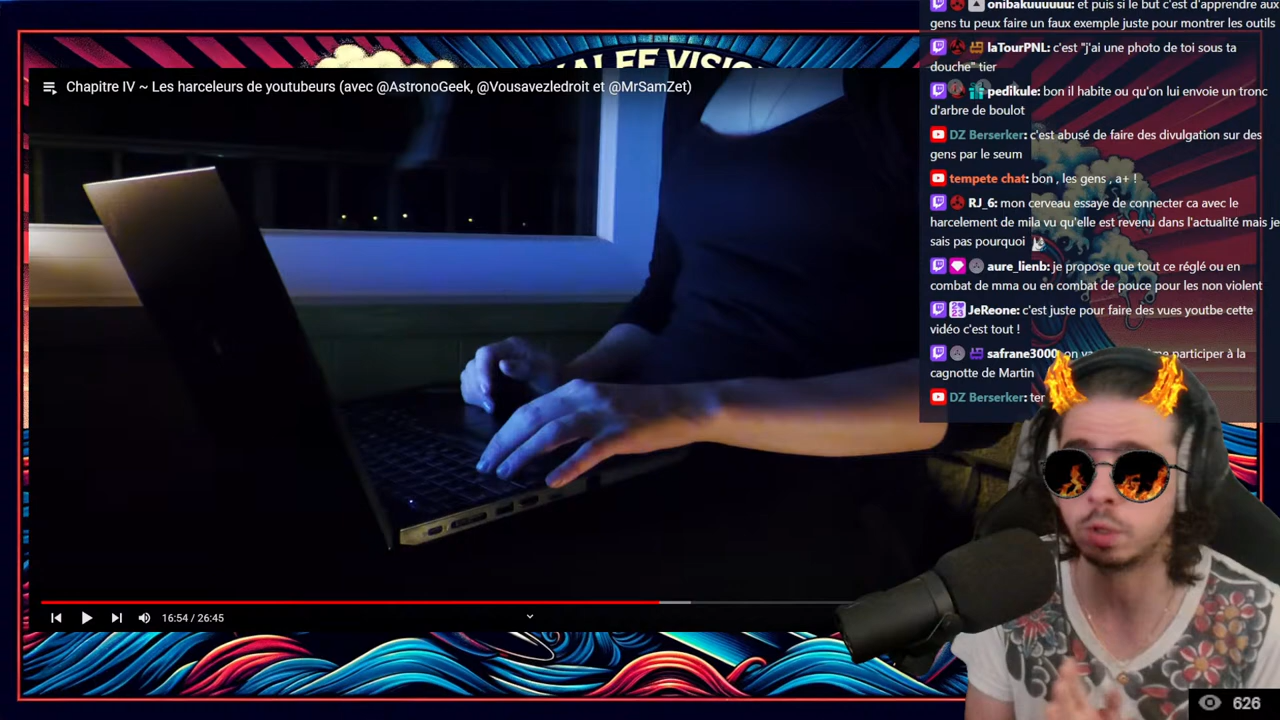 KALEE VISION
Chapitre IV ~ Les harceleurs de youtubeurs (avec @AstronoGeek, @Vousavezledroit et @MrSamZet)
16:54 / 26:45
onibakuuuuuu: et puis si le but c'est d'apprendre aux
gens tu peux faire un faux exemple juste pour montrer les outils
laTourPNL: c'est "j'ai une photo de toi sous ta
douche" tier
pedikule: bon il habite ou qu'on lui envoie un tronc
d'arbre de boulot
DZ Berserker: c'est abusé de faire des divulgation sur des
gens par le seum
tempete chat: bon , les gens , a+ !
RJ_6: mon cerveau essaye de connecter ca avec le
harcelement de mila vu qu'elle est revenu dans l'actualité mais je
sais pas pourquoi
aure_lienb: je propose que tout ce réglé ou en
combat de mma ou en combat de pouce pour les non violent
JeReone: c'est juste pour faire des vues youtbe cette
vidéo c'est tout !
safrane3000: on participer à la
cagnotte de Martin
DZ Berserker: ter
626